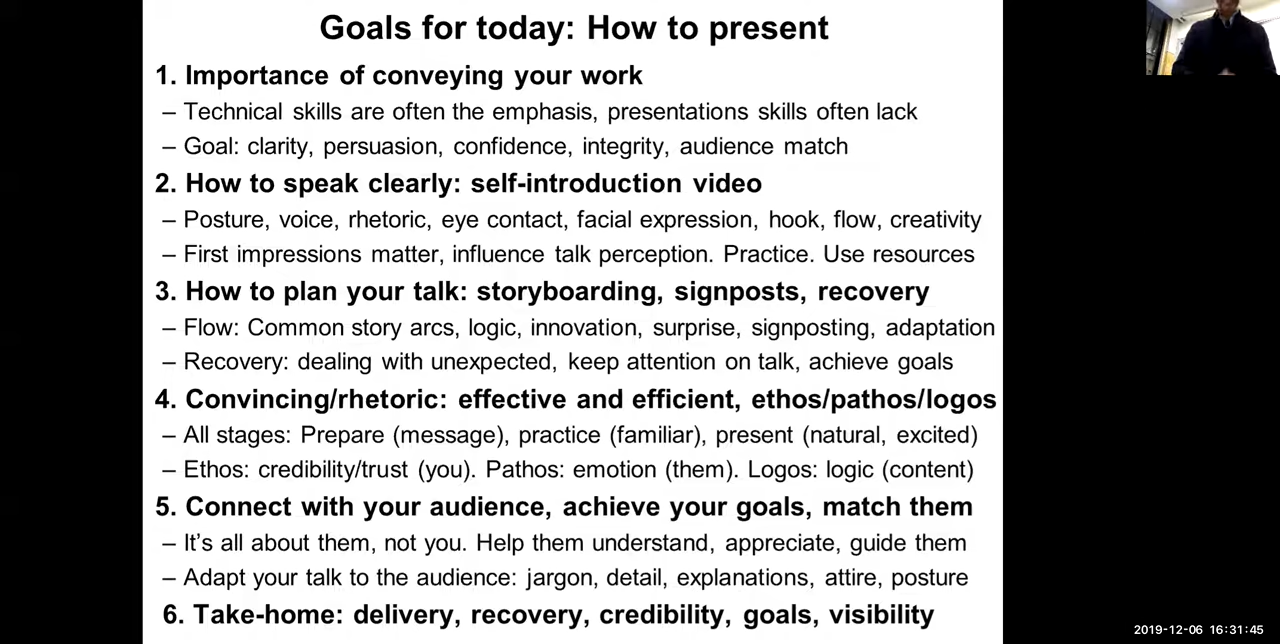 Goals for today: How to present
1. Importance of conveying your work
– Technical skills are often the emphasis, presentations skills often lack
– Goal: clarity, persuasion, confidence, integrity, audience match
2. How to speak clearly: self-introduction video
– Posture, voice, rhetoric, eye contact, facial expression, hook, flow, creativity
– First impressions matter, influence talk perception. Practice. Use resources
3. How to plan your talk: storyboarding, signposts, recovery
– Flow: Common story arcs, logic, innovation, surprise, signposting, adaptation
– Recovery: dealing with unexpected, keep attention on talk, achieve goals
4. Convincing/rhetoric: effective and efficient, ethos/pathos/logos
– All stages: Prepare (message), practice (familiar), present (natural, excited)
– Ethos: credibility/trust (you). Pathos: emotion (them). Logos: logic (content)
5. Connect with your audience, achieve your goals, match them
– It’s all about them, not you. Help them understand, appreciate, guide them
– Adapt your talk to the audience: jargon, detail, explanations, attire, posture
6. Take-home: delivery, recovery, credibility, goals, visibility
2019-12-06 16:31:45